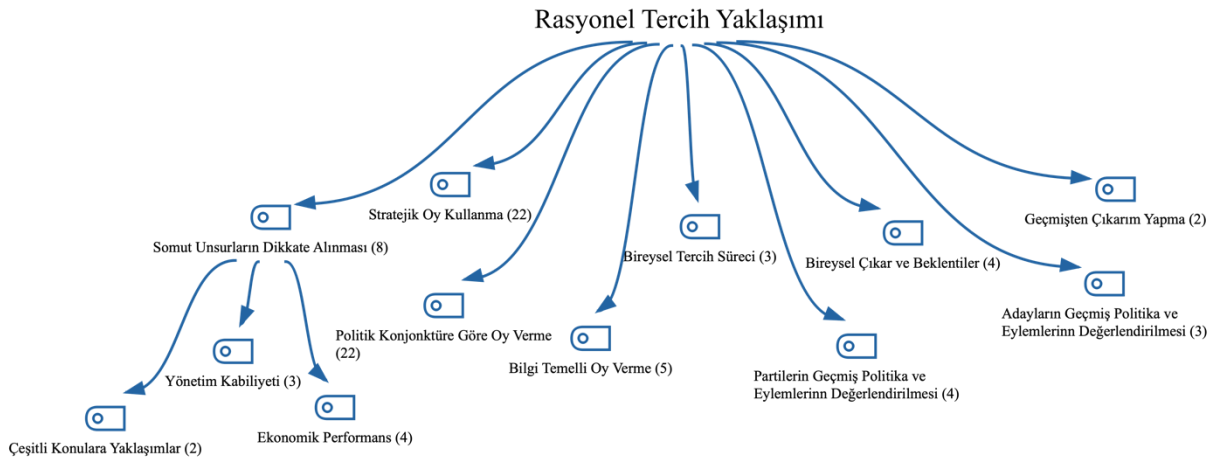 Rasyonel Tercih Yaklaşımı
Stratejik Oy Kullanma (22)
Geçmişten Çıkarım Yapma (2)
Somut Unsurların Dikkate Alınması (8)
Bireysel Tercih Süreci (3)
Bireysel Çıkar ve Beklentiler (4)
Adayların Geçmiş Politika ve
Eylemlerinn Değerlendirilmesi (3)
Politik Konjonktüre Göre Oy Verme
(22)
Bilgi Temelli Oy Verme (5)
Partilerin Geçmiş Politika ve
Eylemlerinn Değerlendirilmesi (4)
Yönetim Kabiliyeti (3)
Ekonomik Performans (4)
Çeşitli Konulara Yaklaşımlar (2)